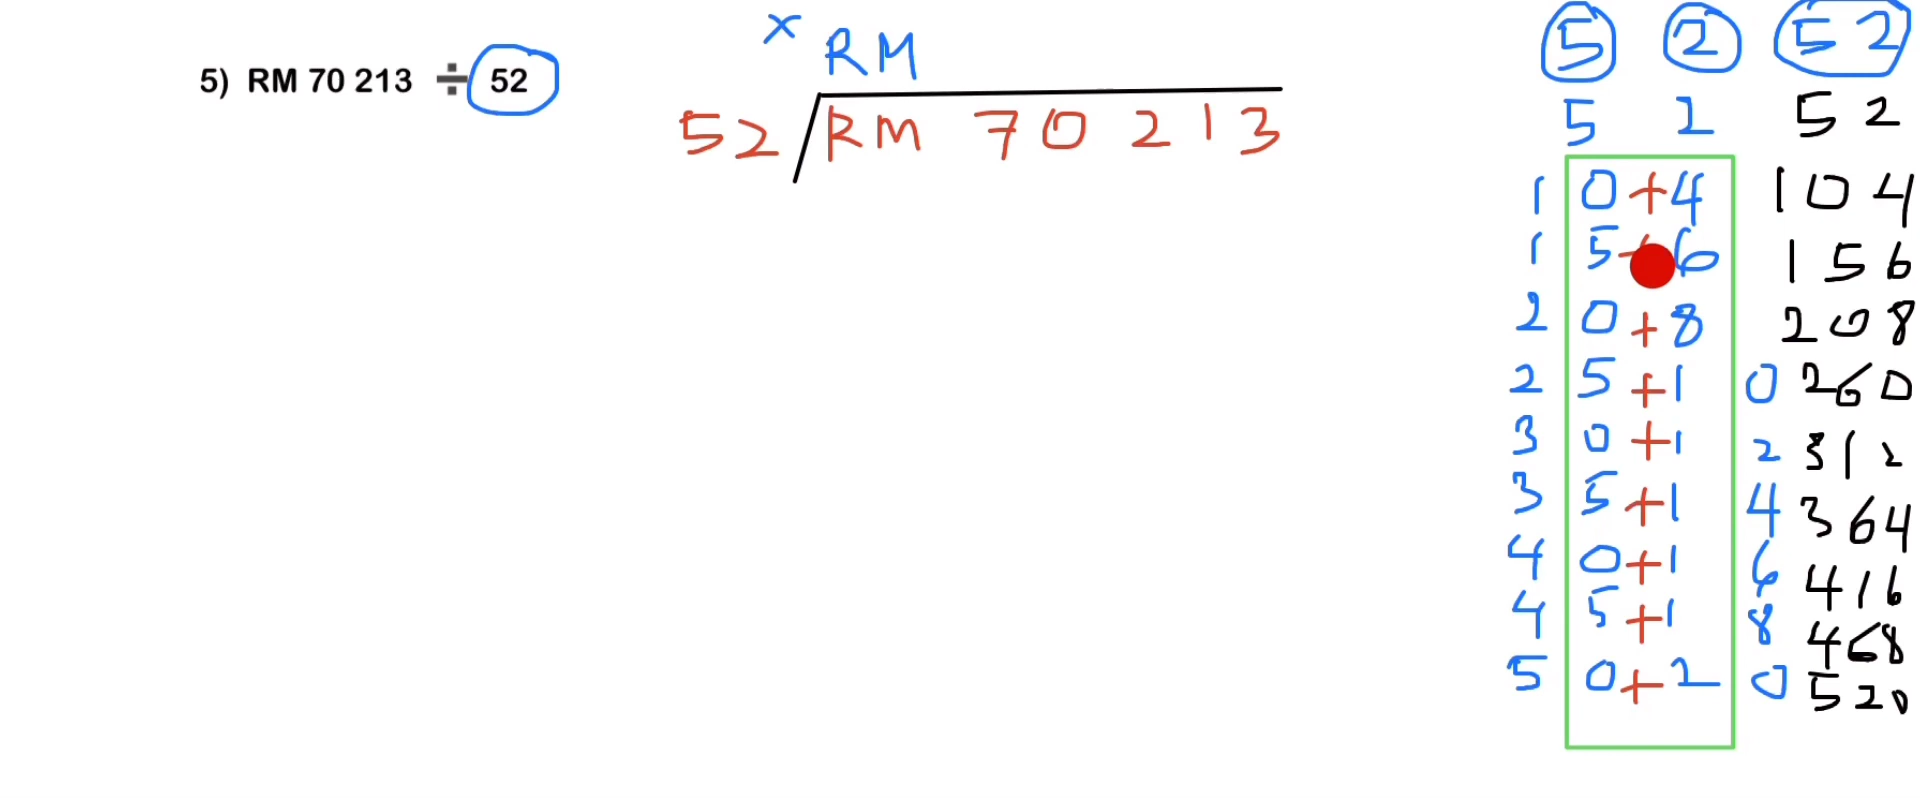 5) RM 70 213 ÷ 52
x RM
52 RM 70 213
5 2 52
5 2 52
1 0+4 104
1 5+6 156
2 0+8 208
2 5+1 0 260
3 0+1 2 312
3 5+1 4 364
4 0+1 6 416
4 5+1 8 468
5 0+2 0 520